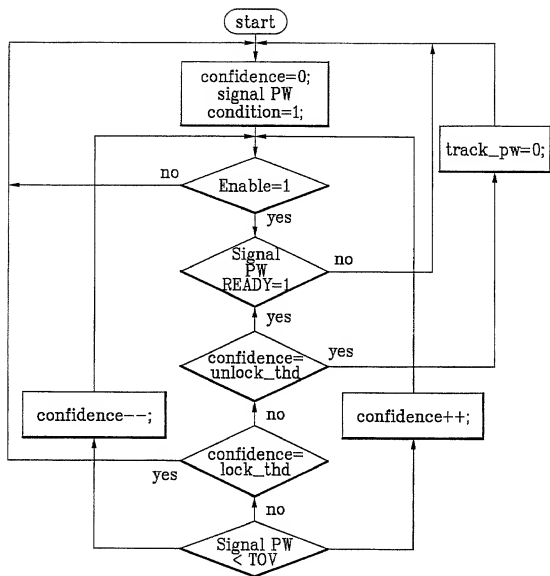 start
confidence=0;
signal PW
condition=1;
track_pw=0;
no
Enable=1
yes
Signal
PW
READY=1
no
yes
confidence=
unlock_thd
yes
confidence--;
no
confidence++;
confidence=
lock_thd
yes
no
Signal PW
< TOV